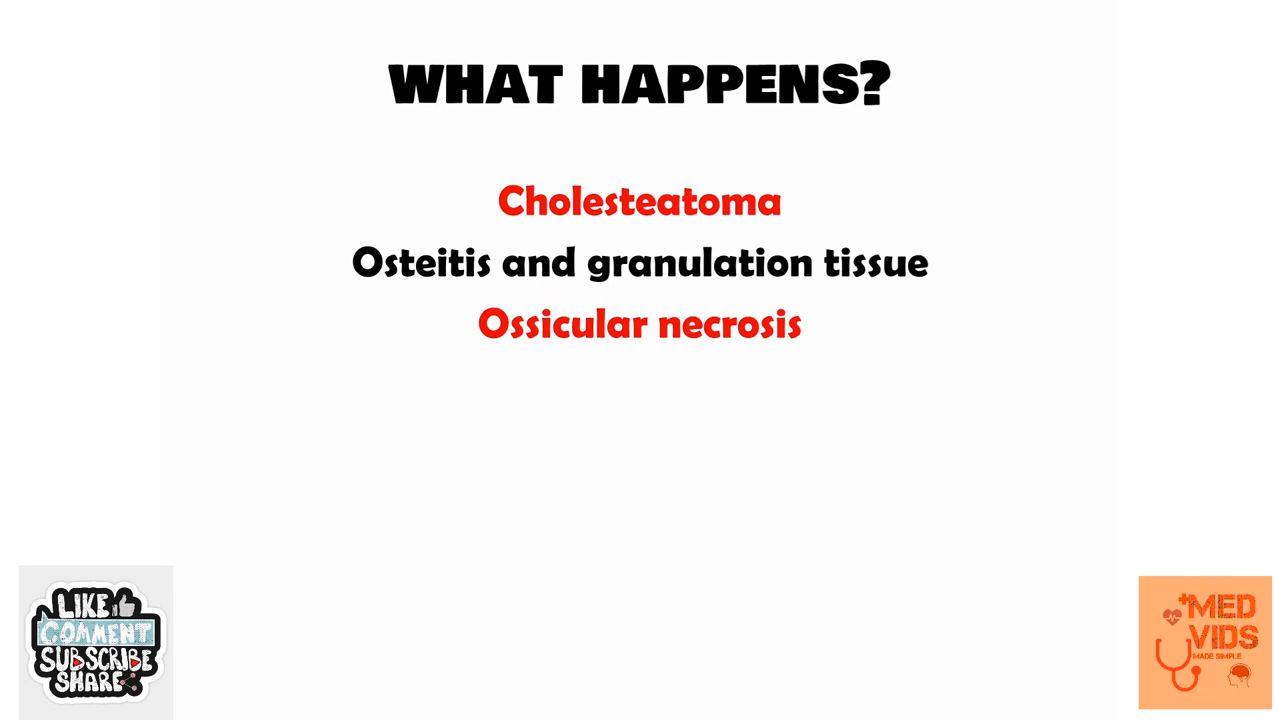 WHAT HAPPENS?
Cholesteatoma
Osteitis and granulation tissue
Ossicular necrosis
LIKE
COMMENT
SUBSCRIBE
SHARE
MED
VIDS
MADE SIMPLE